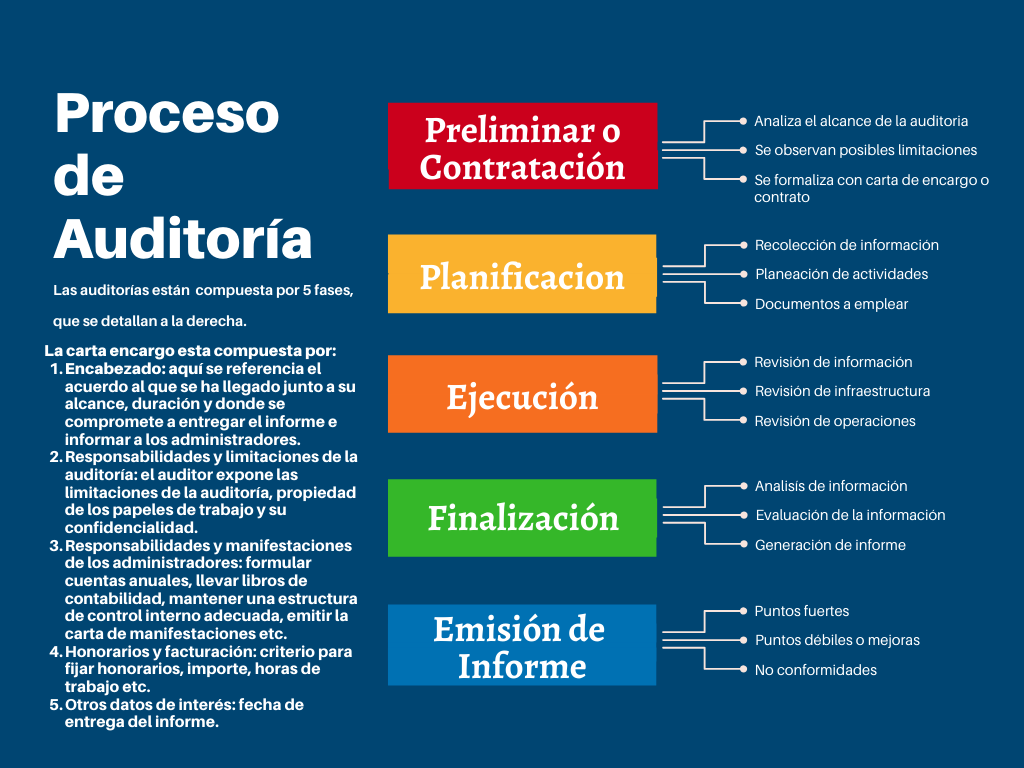 Proceso
de
Auditoría
Las auditorías están compuesta por 5 fases,
que se detallan a la derecha.
La carta encargo esta compuesta por:
1. Encabezado: aquí se referencia el
acuerdo al que se ha llegado junto a su
alcance, duración y donde se
compromete a entregar el informe e
informar a los administradores.
2. Responsabilidades y limitaciones de la
auditoría: el auditor expone las
limitaciones de la auditoría, propiedad
de los papeles de trabajo y su
confidencialidad.
3. Responsabilidades y manifestaciones
de los administradores: formular
cuentas anuales, llevar libros de
contabilidad, mantener una estructura
de control interno adecuada, emitir la
carta de manifestaciones etc.
4. Honorarios y facturación: criterio para
fijar honorarios, importe, horas de
trabajo etc.
5. Otros datos de interés: fecha de
entrega del informe.
Preliminar o
Contratación
Analiza el alcance de la auditoria
Se observan posibles limitaciones
Se formaliza con carta de encargo o
contrato
Planificacion
Recolección de información
Planeación de actividades
Documentos a emplear
Ejecución
Revisión de información
Revisión de infraestructura
Revisión de operaciones
Finalización
Analisis de información
Evaluación de la información
Generación de informe
Emisión de
Informe
Puntos fuertes
Puntos débiles o mejoras
No conformidades